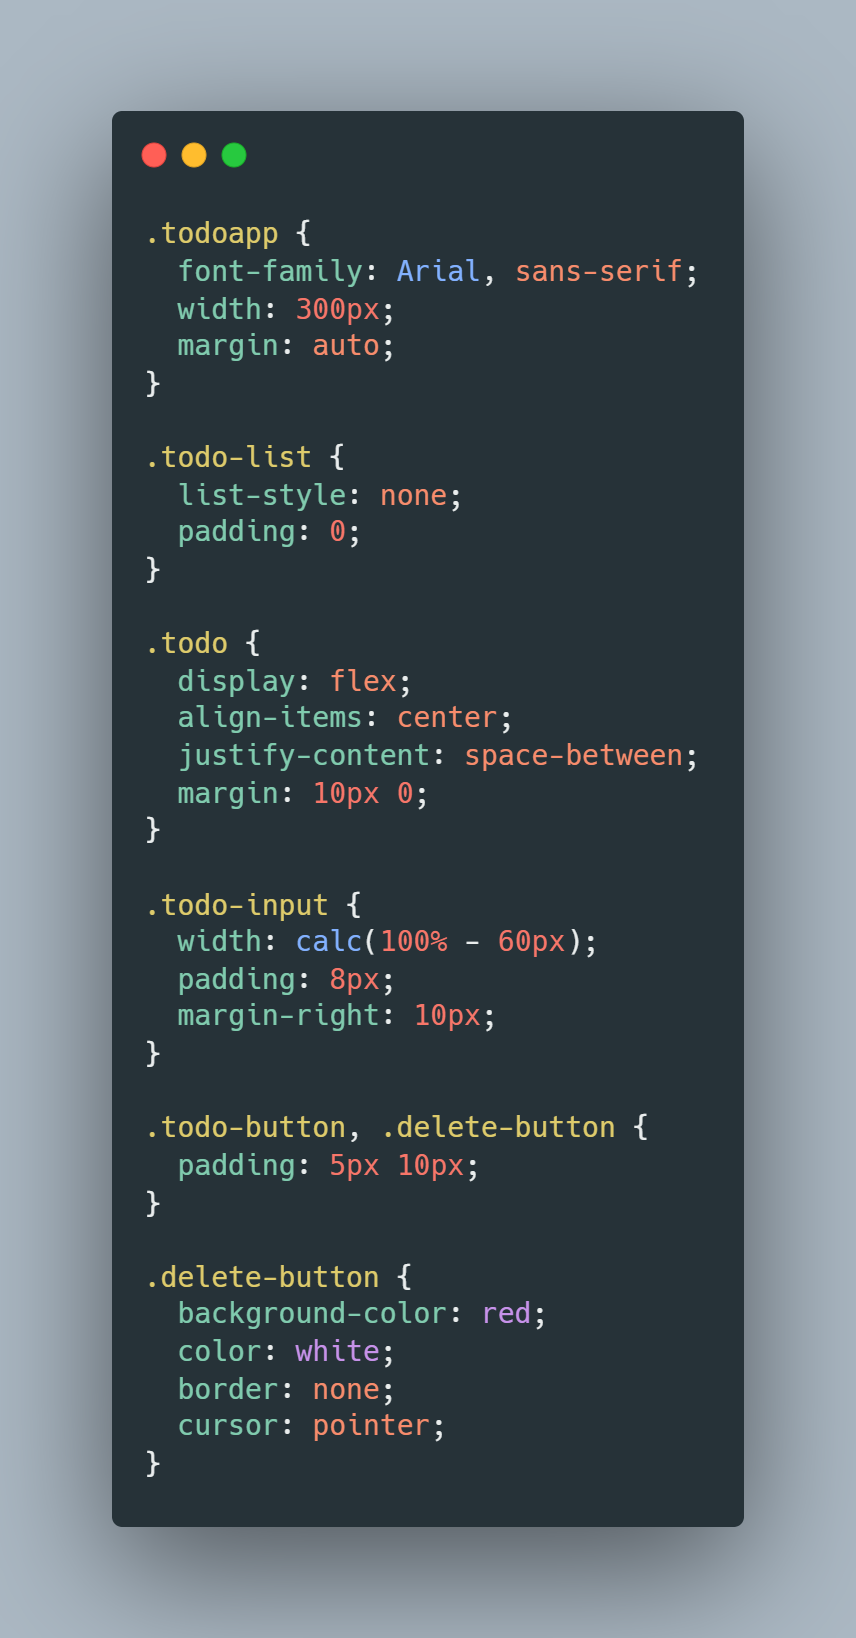 .todoapp {
  font-family: Arial, sans-serif;
  width: 300px;
  margin: auto;
}

.todo-list {
  list-style: none;
  padding: 0;
}

.todo {
  display: flex;
  align-items: center;
  justify-content: space-between;
  margin: 10px 0;
}

.todo-input {
  width: calc(100% - 60px);
  padding: 8px;
  margin-right: 10px;
}

.todo-button, .delete-button {
  padding: 5px 10px;
}

.delete-button {
  background-color: red;
  color: white;
  border: none;
  cursor: pointer;
}